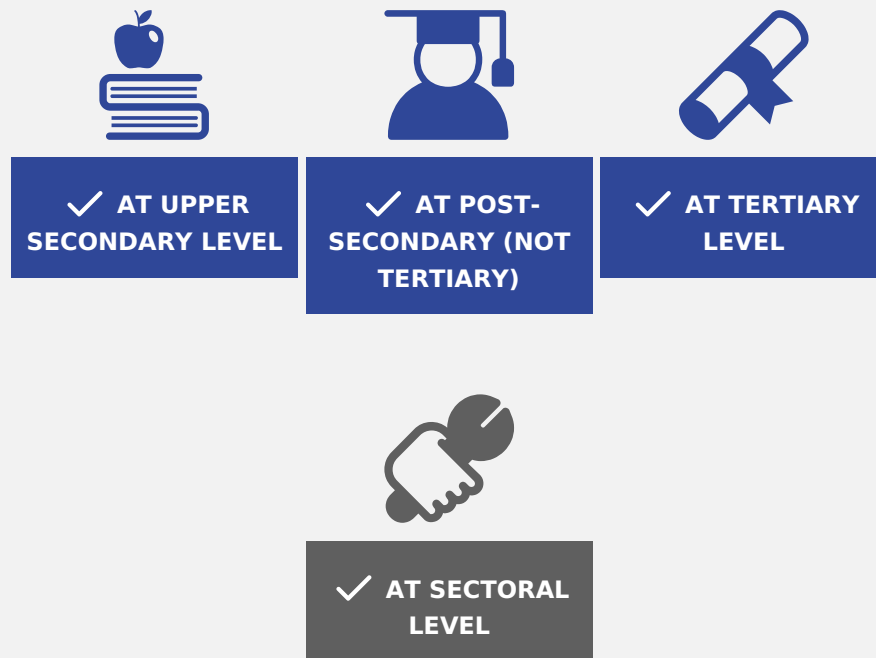 AT UPPER
SECONDARY LEVEL
AT POST-
SECONDARY (NOT
TERTIARY)
AT TERTIARY
LEVEL
AT SECTORAL
LEVEL